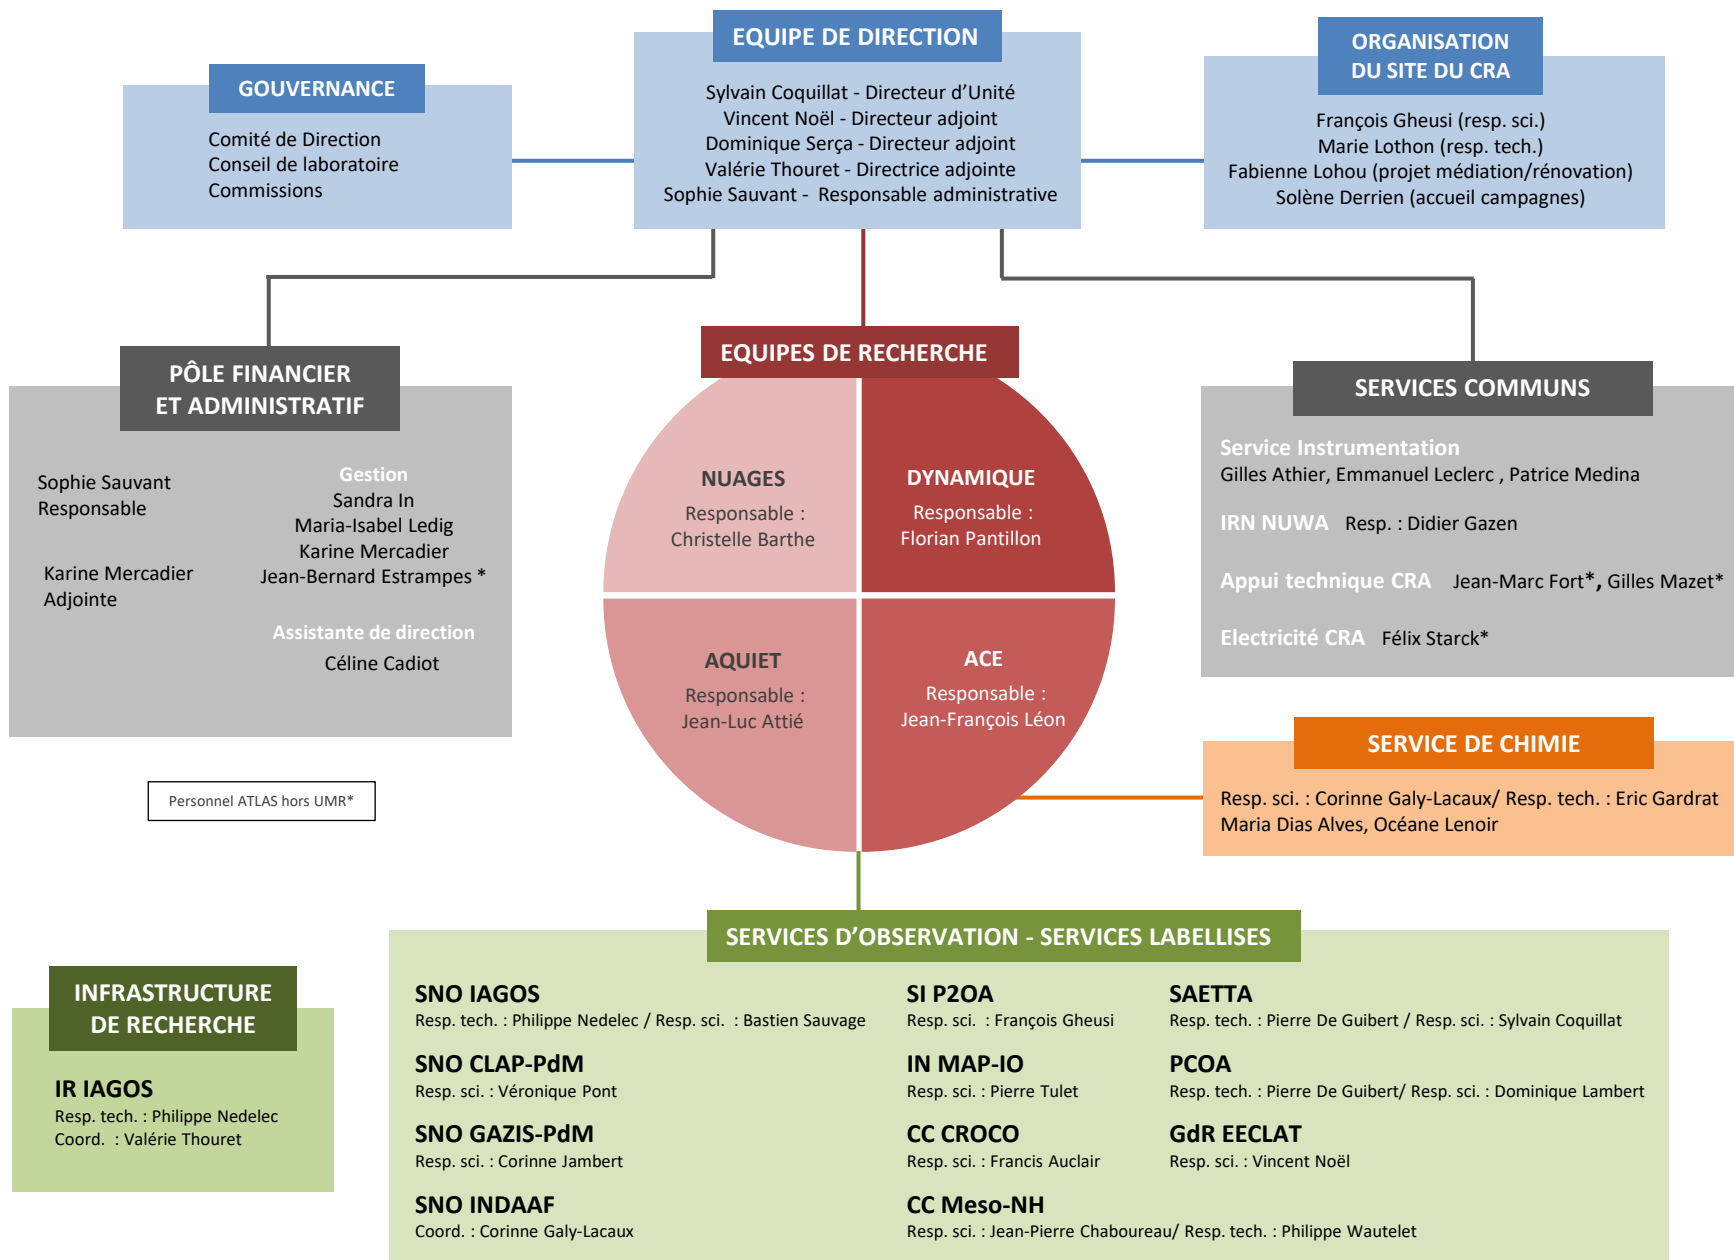 EQUIPE DE DIRECTION
Sylvain Coquillat - Directeur d'Unité
Vincent Noël - Directeur adjoint
Dominique Serça - Directeur adjoint
Valérie Thouret - Directrice adjointe
Sophie Sauvant -  Responsable administrative
GOUVERNANCE
Comité de Direction
Conseil de laboratoire
Commissions
ORGANISATION
DU SITE DU CRA
François Gheusi (resp. sci.)
Marie Lothon (resp. tech.)
Fabienne Lohou (projet médiation/rénovation)
Solène Derrien (accueil campagnes)
PÔLE FINANCIER
ET ADMINISTRATIF
Sophie Sauvant
Responsable
Karine Mercadier
Adjointe
Gestion
Sandra In
Maria-Isabel Ledig
Karine Mercadier
Jean-Bernard Estrampes *
Assistante de direction
Céline Cadiot
Personnel ATLAS hors UMR*
EQUIPES DE RECHERCHE
NUAGES
Responsable :
Christelle Barthe
DYNAMIQUE
Responsable :
Florian Pantillon
AQUIET
Responsable :
Jean-Luc Attié
ACE
Responsable :
Jean-François Léon
SERVICES COMMUNS
Service Instrumentation
Gilles Athier, Emmanuel Leclerc , Patrice Medina
IRN NUWA Resp. : Didier Gazen
Appui technique CRA Jean-Marc Fort*, Gilles Mazet*
Electricité CRA Félix Starck*
SERVICE DE CHIMIE
Resp. sci. : Corinne Galy-Lacaux/ Resp. tech. : Eric Gardrat
Maria Dias Alves, Océane Lenoir
INFRASTRUCTURE
DE RECHERCHE
IR IAGOS
Resp. tech. : Philippe Nedelec
Coord. : Valérie Thouret
SERVICES D'OBSERVATION - SERVICES LABELLISES
SNO IAGOS
Resp. tech. : Philippe Nedelec / Resp. sci. : Bastien Sauvage
SNO CLAP-PdM
Resp. sci. : Véronique Pont
SNO GAZIS-PdM
Resp. sci. : Corinne Jambert
SNO INDAAF
Coord. : Corinne Galy-Lacaux
SI P2OA
Resp. sci. : François Gheusi
IN MAP-IO
Resp. sci. : Pierre Tulet
CC CROCO
Resp. sci. : Francis Auclair
CC Meso-NH
Resp. sci. : Jean-Pierre Chaboureau/ Resp. tech. : Philippe Wautelet
SAETTA
Resp. tech. : Pierre De Guibert / Resp. sci. : Sylvain Coquillat
PCOA
Resp. tech. : Pierre De Guibert/ Resp. sci. : Dominique Lambert
GdR EECLAT
Resp. sci. : Vincent Noël